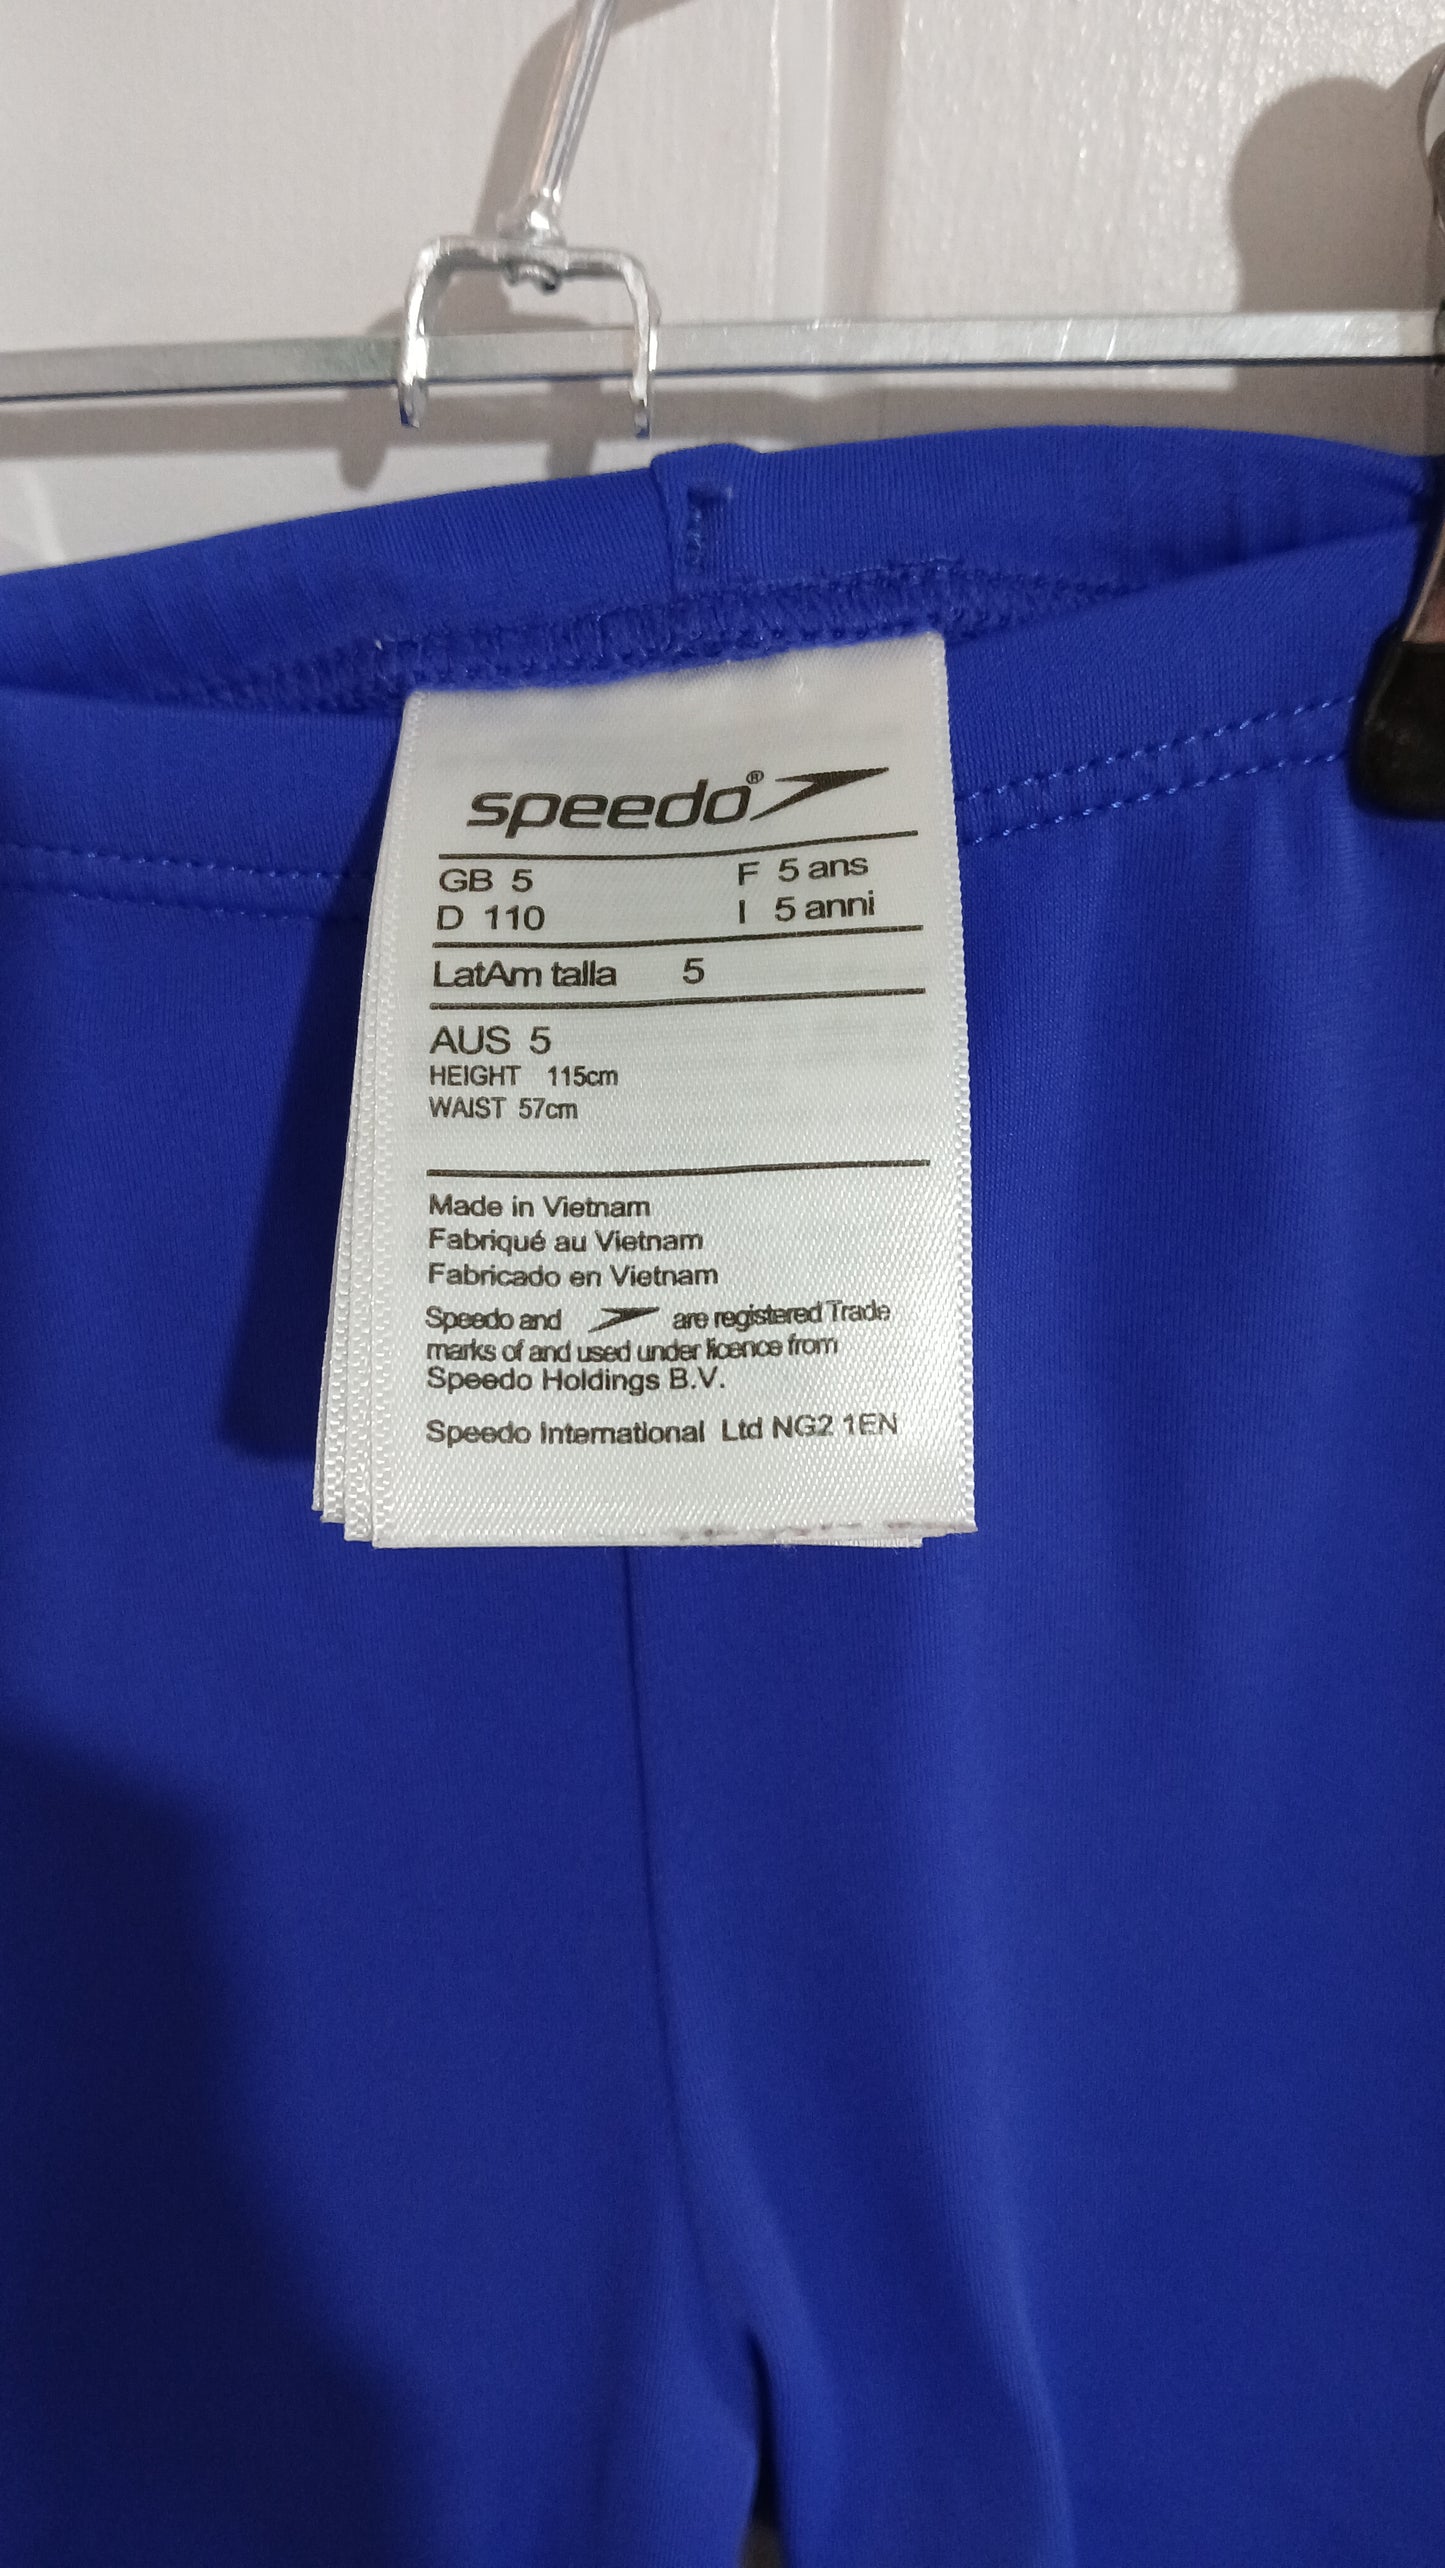 speedo®
GB 5 F 5 ans
D 110 I 5 anni
LatAm talla 5
AUS 5
HEIGHT 115cm
WAIST 57cm
Made in Vietnam
Fabriqué au Vietnam
Fabricado en Vietnam
Speedo and are registered Trade
marks of and used under licence from
Speedo Holdings B.V.
Speedo International Ltd NG2 1EN